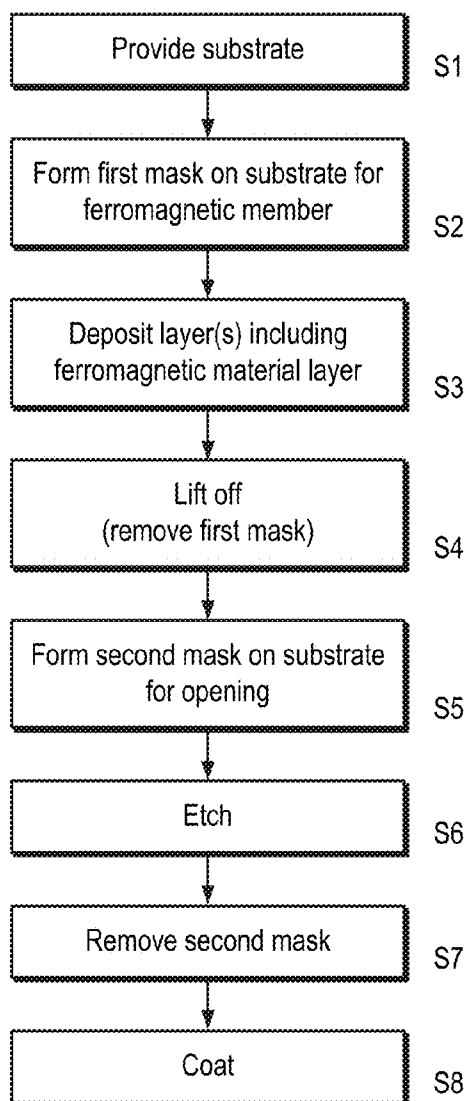 Provide substrate
S1
Form first mask on substrate for
ferromagnetic member
S2
Deposit layer(s) including
ferromagnetic material layer
S3
Lift off
(remove first mask)
S4
Form second mask on substrate
for opening
S5
Etch
S6
Remove second mask
S7
Coat
S8